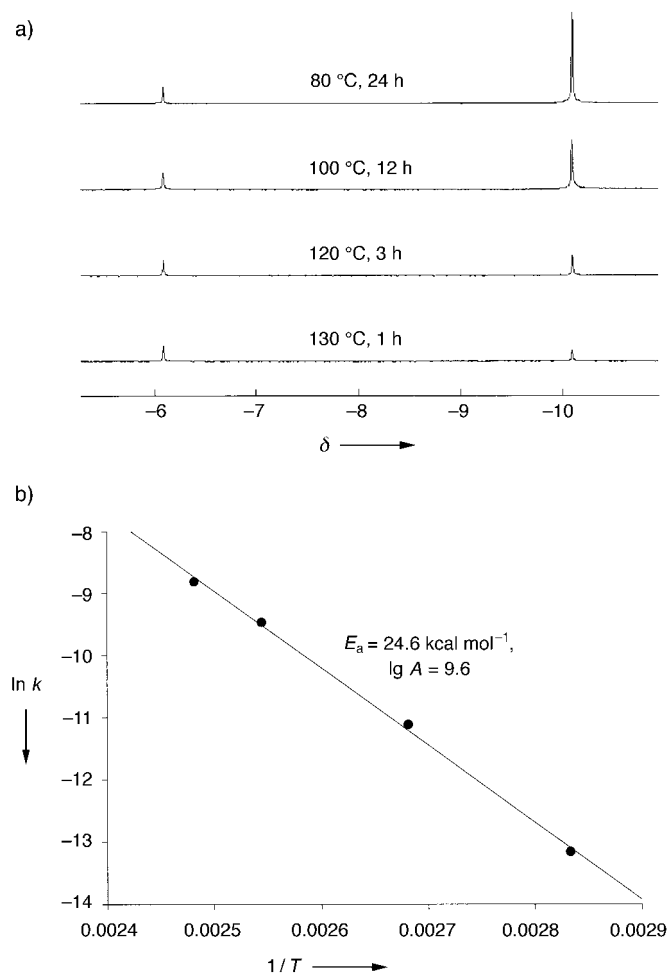 a)
80 °C, 24 h
100 °C, 12 h
120 °C, 3 h
130 °C, 1 h
−6 −7 −8 −9 −10
δ
b)
−8
−9
−10
−11
−12
−13
−14
ln k
Eₐ = 24.6 kcal mol⁻¹,
lg A = 9.6
0.0024 0.0025 0.0026 0.0027 0.0028 0.0029
1/T